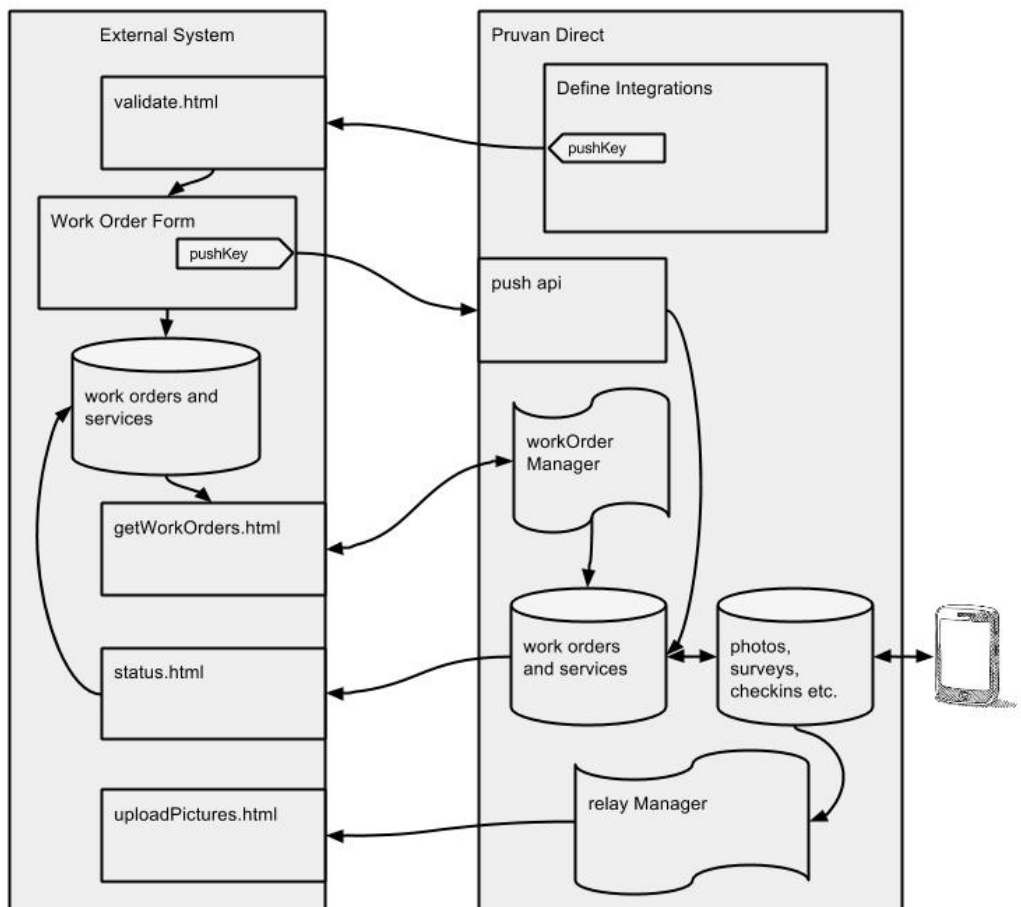 External System
validate.html
Work Order Form
pushKey
work orders and
services
getWorkOrders.html
status.html
uploadPictures.html
Pruvan Direct
Define Integrations
pushKey
push api
workOrder
Manager
work orders
and services
photos,
surveys,
checkins etc.
relay Manager